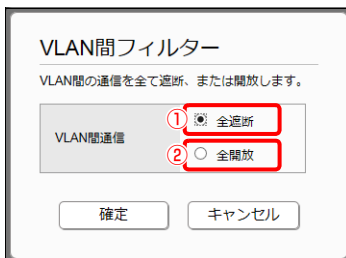 VLAN間フィルター
VLAN間の通信を全て遮断、または開放します。
VLAN間通信
① 全遮断
② 全開放
確定 キャンセル